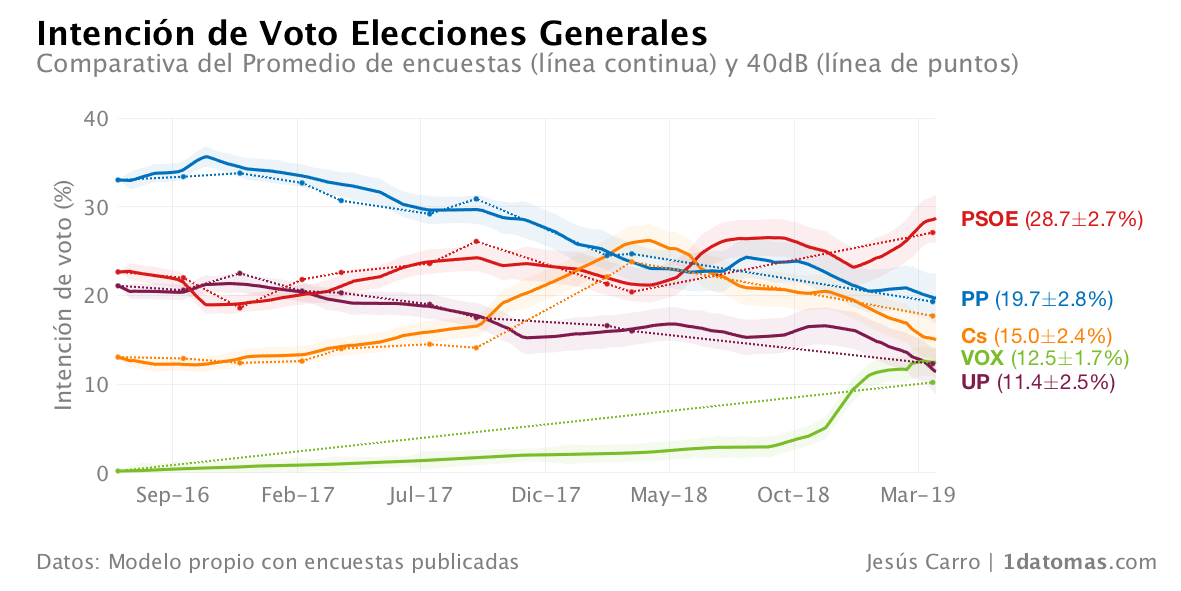 Intención de Voto Elecciones Generales
Comparativa del Promedio de encuestas (línea continua) y 40dB (línea de puntos)
Intención de voto (%)
40
30
20
10
0
Sep−16
Feb−17
Jul−17
Dic−17
May−18
Oct−18
Mar−19
PSOE (28.7±2.7%)
PP (19.7±2.8%)
Cs (15.0±2.4%)
VOX (12.5±1.7%)
UP (11.4±2.5%)
Datos: Modelo propio con encuestas publicadas
Jesús Carro | 1datomas.com